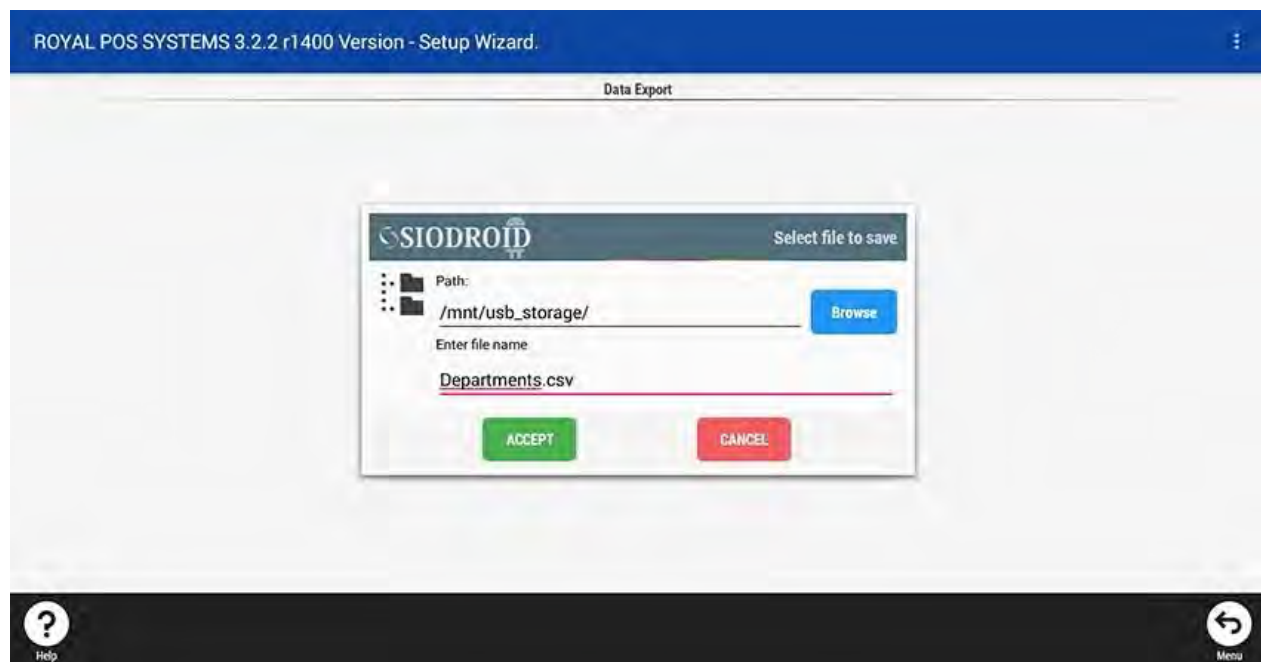 ROYAL POS SYSTEMS 3.2.2 r1400 Version - Setup Wizard.
Data Export
SIODROID
Select file to save
Path:
/mnt/usb_storage/
Browse
Enter file name
Departments.csv
ACCEPT
CANCEL
?
Help
Menu